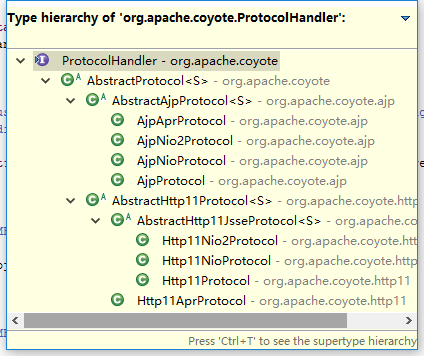 Type hierarchy of 'org.apache.coyote.ProtocolHandler':
ProtocolHandler - org.apache.coyote
AbstractProtocol<S> - org.apache.coyote
AbstractAjpProtocol<S> - org.apache.coyote.ajp
AjpAprProtocol - org.apache.coyote.ajp
AjpNio2Protocol - org.apache.coyote.ajp
AjpNioProtocol - org.apache.coyote.ajp
AjpProtocol - org.apache.coyote.ajp
AbstractHttp11Protocol<S> - org.apache.coyote.http
AbstractHttp11JsseProtocol<S> - org.apache.coy
Http11Nio2Protocol - org.apache.coyote.htt
Http11NioProtocol - org.apache.coyote.htt
Http11Protocol - org.apache.coyote.http11
Http11AprProtocol - org.apache.coyote.http11
Press 'Ctrl+T' to see the supertype hierarchy